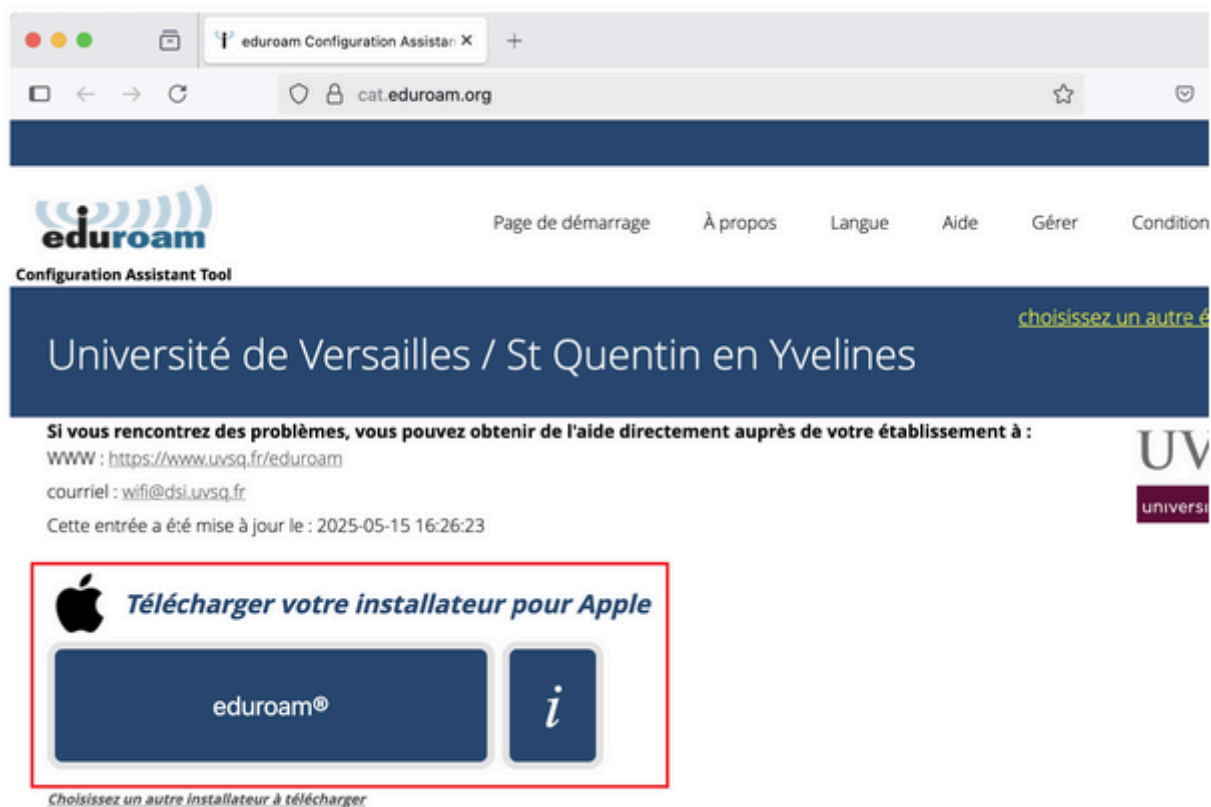 eduroam Configuration Assistan
cat.eduroam.org
eduroam
Configuration Assistant Tool
Page de démarrage À propos Langue Aide Gérer Condition
choisissez un autre é
Université de Versailles / St Quentin en Yvelines
Si vous rencontrez des problèmes, vous pouvez obtenir de l'aide directement auprès de votre établissement à :
WWW : https://www.uvsq.fr/eduroam
courriel : wifi@dsi.uvsq.fr
Cette entrée a été mise à jour le : 2025-05-15 16:26:23
UV
universi
Télécharger votre installateur pour Apple
eduroam® i
Choisissez un autre installateur à télécharger